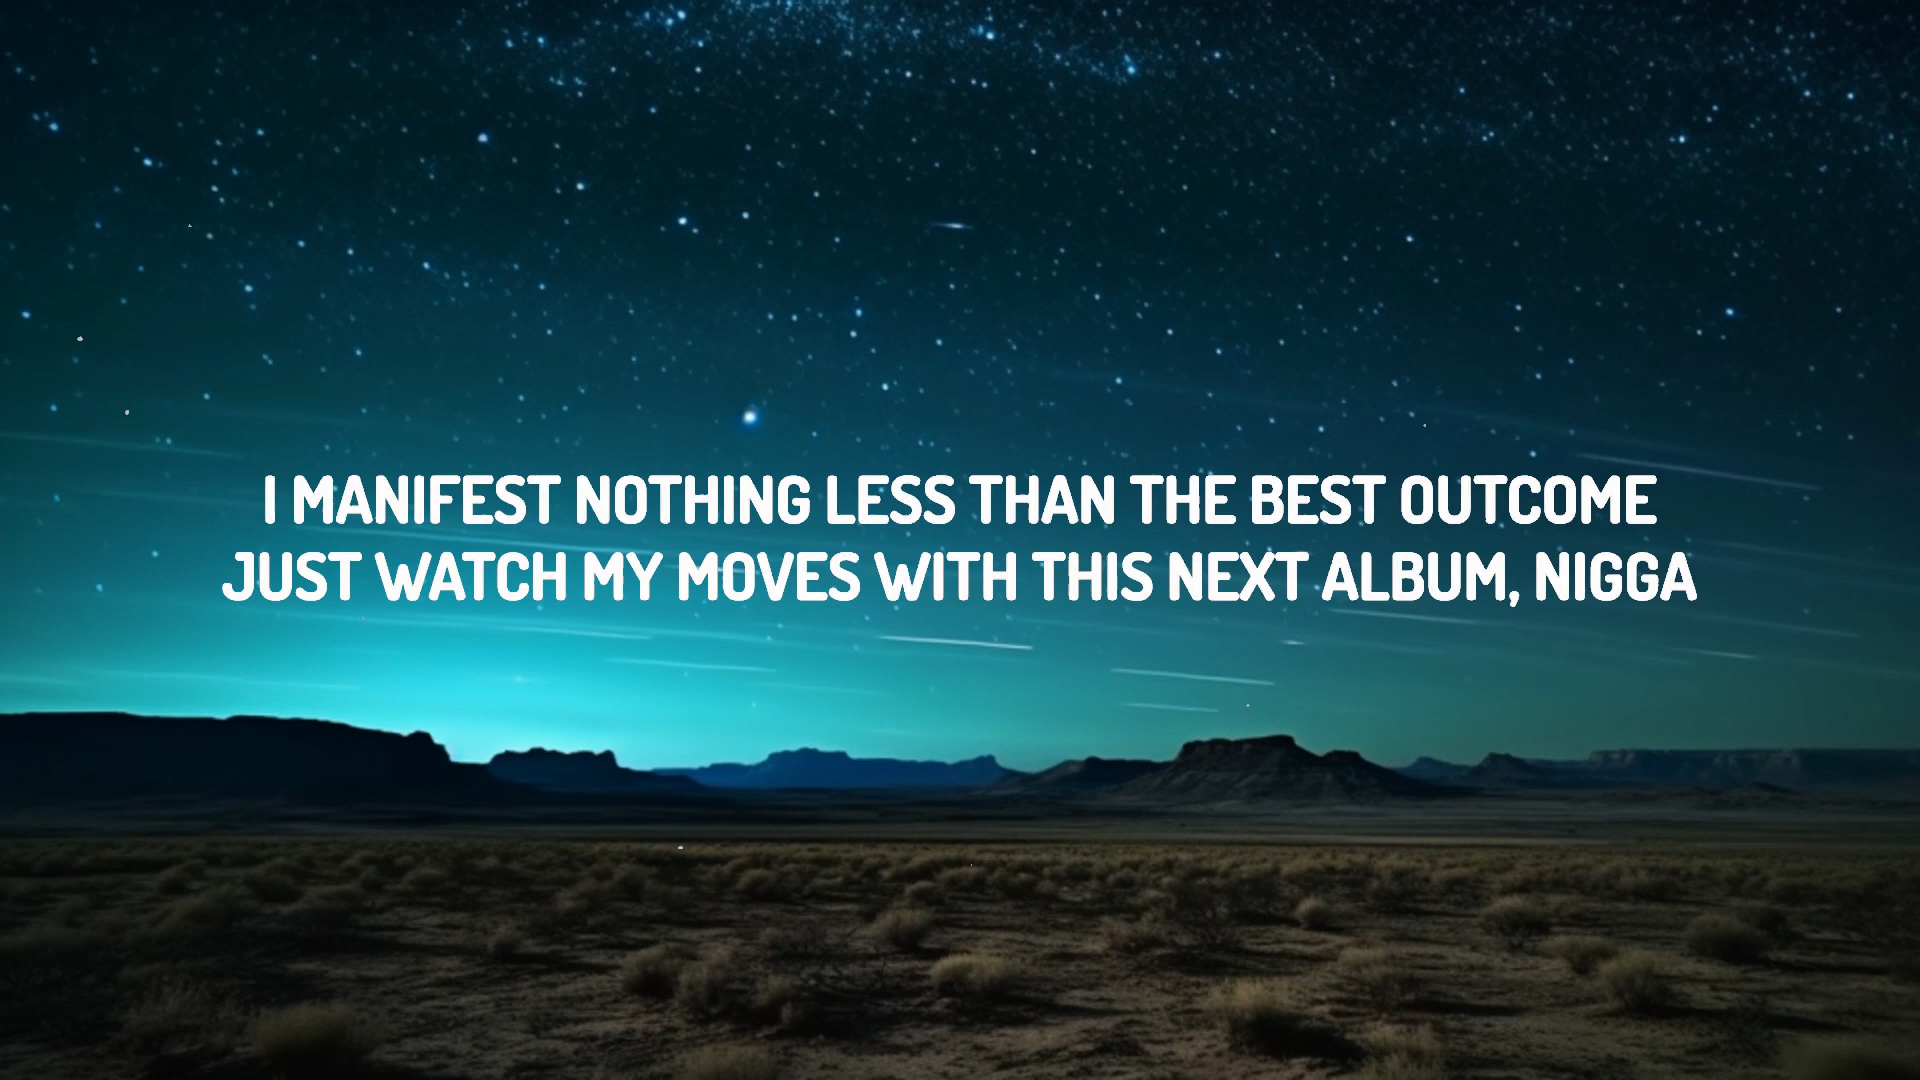 I MANIFEST NOTHING LESS THAN THE BEST OUTCOME
JUST WATCH MY MOVES WITH THIS NEXT ALBUM, NIGGA